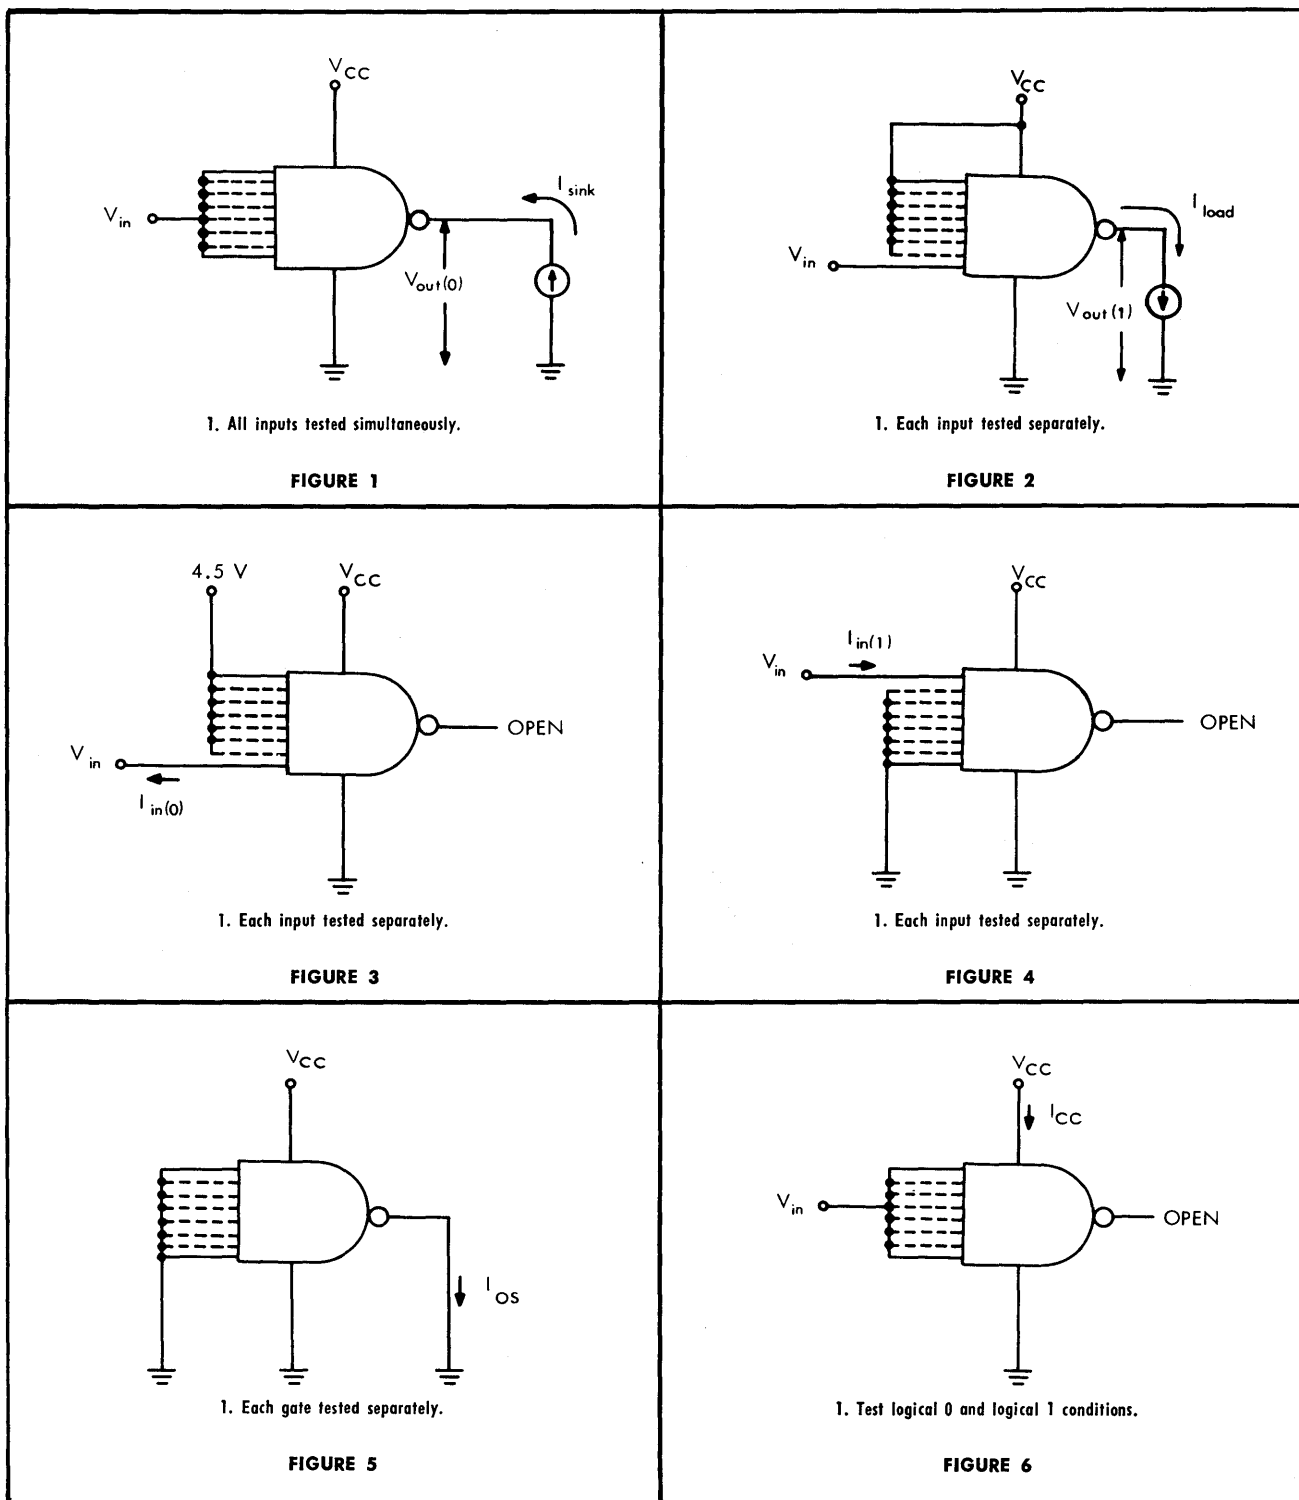 VCC
Vin
Isink
Vout(0)
1. All inputs tested simultaneously.
FIGURE 1
VCC
Iload
Vin
Vout(1)
1. Each input tested separately.
FIGURE 2
4.5 V
VCC
OPEN
Vin
Iin(0)
1. Each input tested separately.
FIGURE 3
VCC
Iin(1)
Vin
OPEN
1. Each input tested separately.
FIGURE 4
VCC
IOS
1. Each gate tested separately.
FIGURE 5
VCC
ICC
Vin
OPEN
1. Test logical 0 and logical 1 conditions.
FIGURE 6